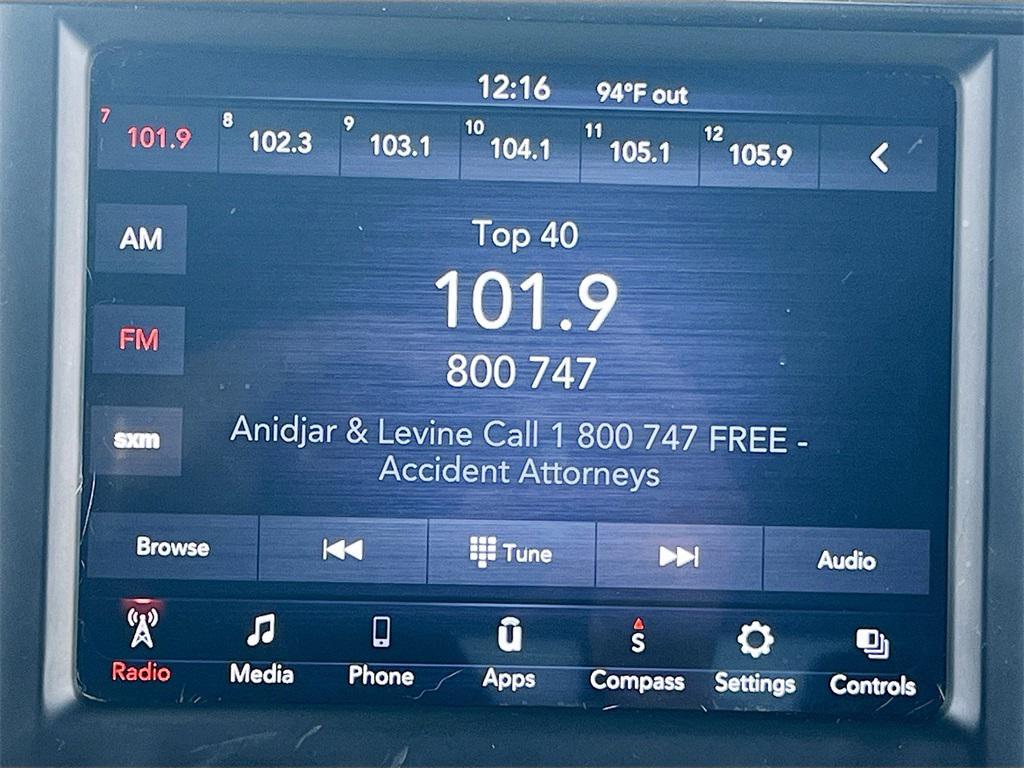 12:16 94°F out
7 101.9 8 102.3 9 103.1 10 104.1 11 105.1 12 105.9
AM
Top 40
101.9
FM
800 747
sxm
Anidjar & Levine Call 1 800 747 FREE -
Accident Attorneys
Browse Tune Audio
S
Radio Media Phone Apps Compass Settings Controls